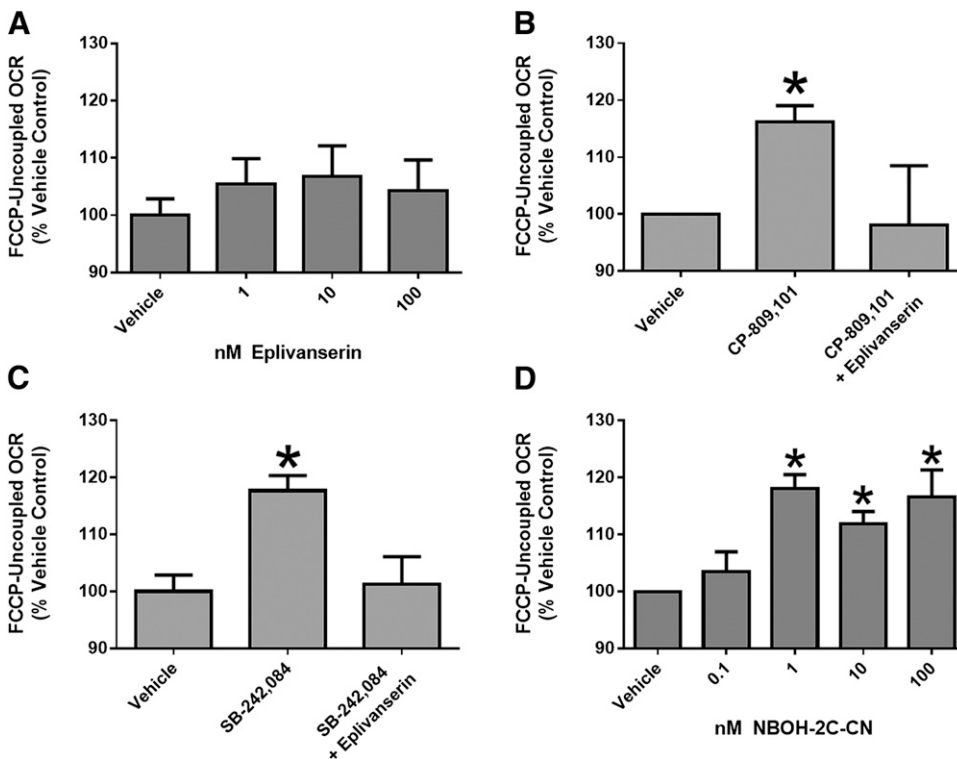 A
FCCP-Uncoupled OCR
(% Vehicle Control)
130
120
110
100
90
Vehicle
1
10
100
nM Eplivanserin
B
FCCP-Uncoupled OCR
(% Vehicle Control)
130
120
110
100
90
*
Vehicle
CP-809,101
CP-809,101
+ Eplivanserin
C
FCCP-Uncoupled OCR
(% Vehicle Control)
130
120
110
100
90
*
Vehicle
SB-242,084
SB-242,084
+ Eplivanserin
D
FCCP-Uncoupled OCR
(% Vehicle Control)
130
120
110
100
90
*
*
*
Vehicle
0.1
1
10
100
nM NBOH-2C-CN